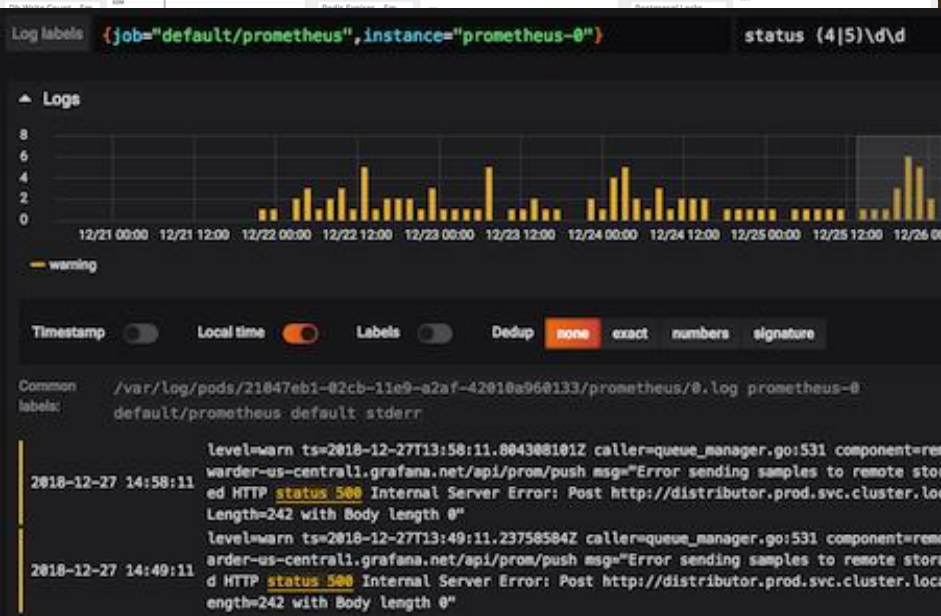 Log labels {job="default/prometheus",instance="prometheus-0"} status (4|5)\d\d
Logs
8
6
4
2
0
12/21 00:00 12/21 12:00 12/22 00:00 12/22 12:00 12/23 00:00 12/23 12:00 12/24 00:00 12/24 12:00 12/25 00:00 12/25 12:00 12/26 0
warning
Timestamp Local time Labels Dedup none exact numbers signature
Common labels: /var/log/pods/21047eb1-02cb-11e9-a2af-42010a960133/prometheus/0.log prometheus-0
default/prometheus default stderr
2018-12-27 14:58:11
level=warn ts=2018-12-27T13:58:11.804308101Z caller=queue_manager.go:531 component=rem
warder-us-central1.grafana.net/api/prom/push msg="Error sending samples to remote stor
ed HTTP status 500 Internal Server Error: Post http://distributor.prod.svc.cluster.loc
Length=242 with Body length 0"
2018-12-27 14:49:11
level=warn ts=2018-12-27T13:49:11.23758584Z caller=queue_manager.go:531 component=remo
arder-us-central1.grafana.net/api/prom/push msg="Error sending samples to remote stora
d HTTP status 500 Internal Server Error: Post http://distributor.prod.svc.cluster.loca
ength=242 with Body length 0"